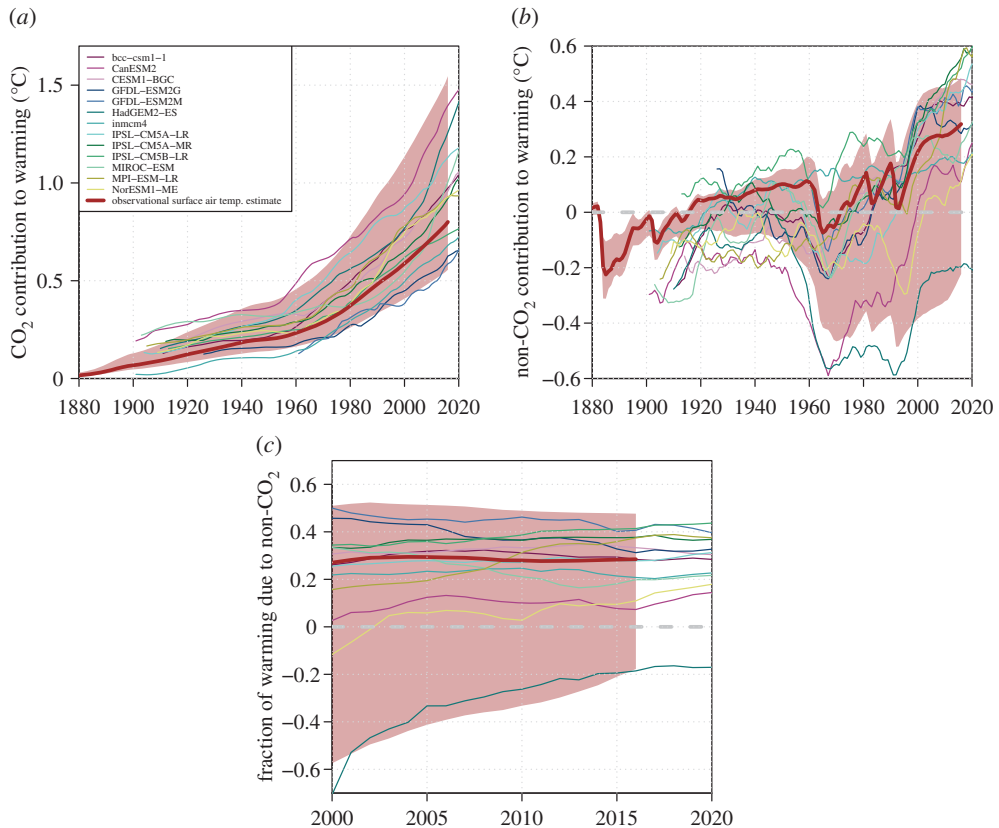 (a)
CO2 contribution to warming (°C)
1.5
1.0
0.5
0
bcc−csm1−1
CanESM2
CESM1−BGC
GFDL−ESM2G
GFDL−ESM2M
HadGEM2−ES
inmcm4
IPSL−CM5A−LR
IPSL−CM5A−MR
IPSL−CM5B−LR
MIROC−ESM
MPI−ESM−LR
NorESM1−ME
observational surface air temp. estimate
1880 1900 1920 1940 1960 1980 2000 2020
(b)
non-CO2 contribution to warming (°C)
0.6
0.4
0.2
0
−0.2
−0.4
−0.6
1880 1900 1920 1940 1960 1980 2000 2020
(c)
fraction of warming due to non-CO2
0.6
0.4
0.2
0
−0.2
−0.4
−0.6
2000 2005 2010 2015 2020